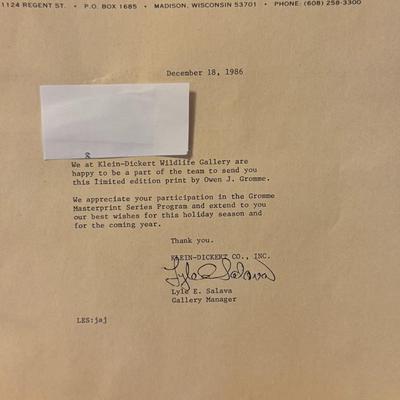 1124 REGENT ST. • P.O. BOX 1685 • MADISON, WISCONSIN 53701 • PHONE: (608) 258-3300
December 18, 1986
We at Klein-Dickert Wildlife Gallery are
happy to be a part of the team to send you
this limited edition print by Owen J. Gromme.
We appreciate your participation in the Gromme
Masterprint Series Program and extend to you
our best wishes for this holiday season and
for the coming year.
Thank you.
KLEIN-DICKERT CO., INC.
Lyle E Salava
Lyle E. Salava
Gallery Manager
LES:jaj